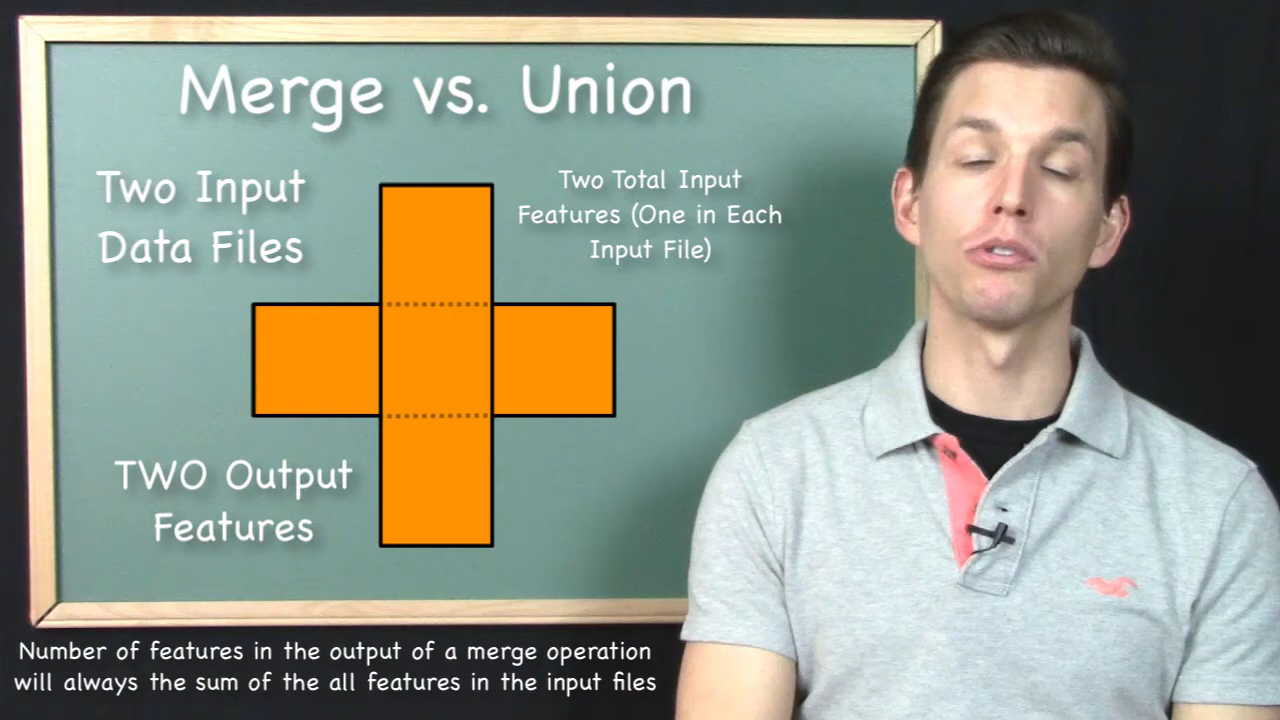 Merge vs. Union
Two Input
Data Files
Two Total Input
Features (One in Each
Input File)
TWO Output
Features
Number of features in the output of a merge operation
will always the sum of the all features in the input files